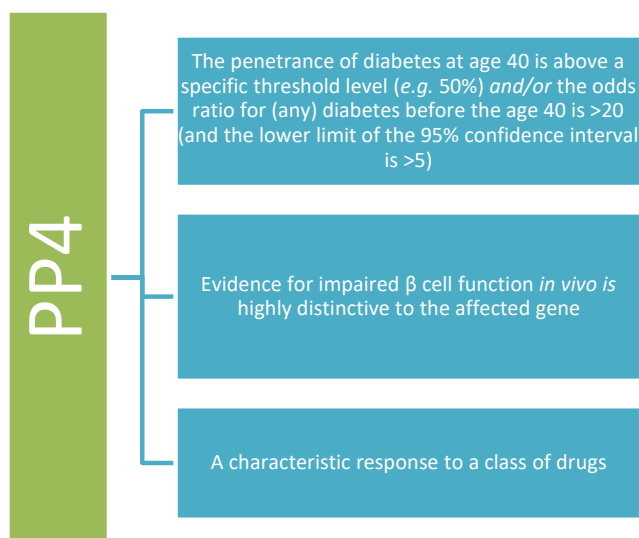 PP4
The penetrance of diabetes at age 40 is above a
specific threshold level (e.g. 50%) and/or the odds
ratio for (any) diabetes before the age 40 is >20
(and the lower limit of the 95% confidence interval
is >5)
Evidence for impaired β cell function in vivo is
highly distinctive to the affected gene
A characteristic response to a class of drugs